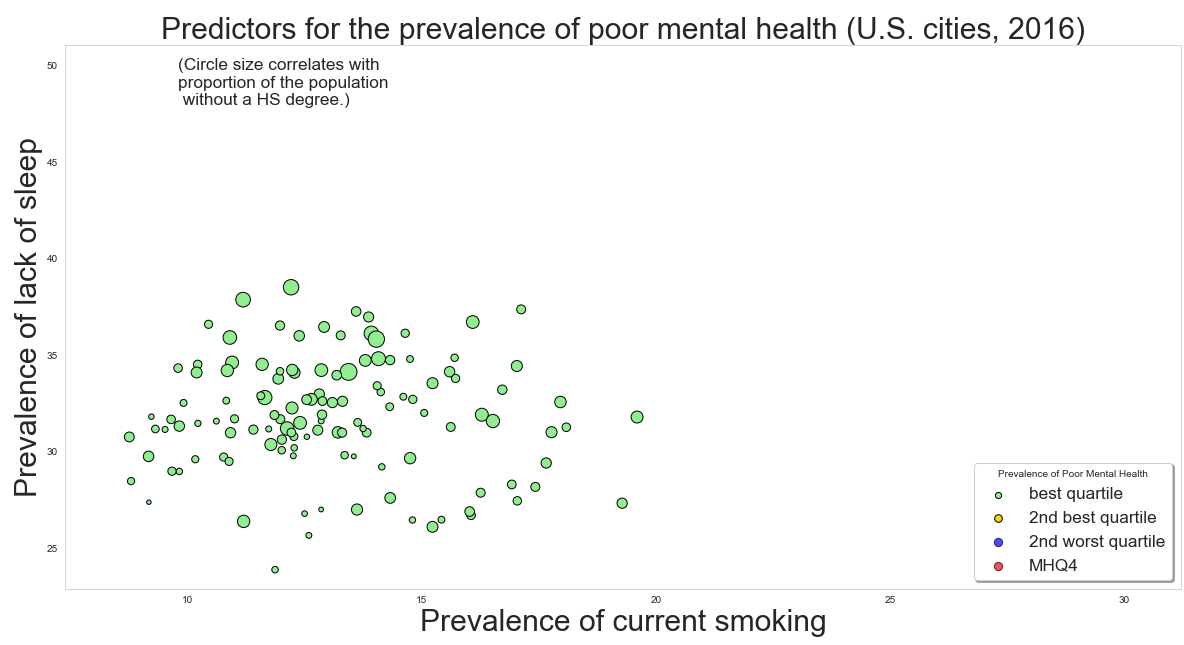 Predictors for the prevalence of poor mental health (U.S. cities, 2016)
(Circle size correlates with
proportion of the population
without a HS degree.)
50
45
40
35
30
25
Prevalence of lack of sleep
10
15
20
25
30
Prevalence of current smoking
Prevalence of Poor Mental Health
best quartile
2nd best quartile
2nd worst quartile
MHQ4